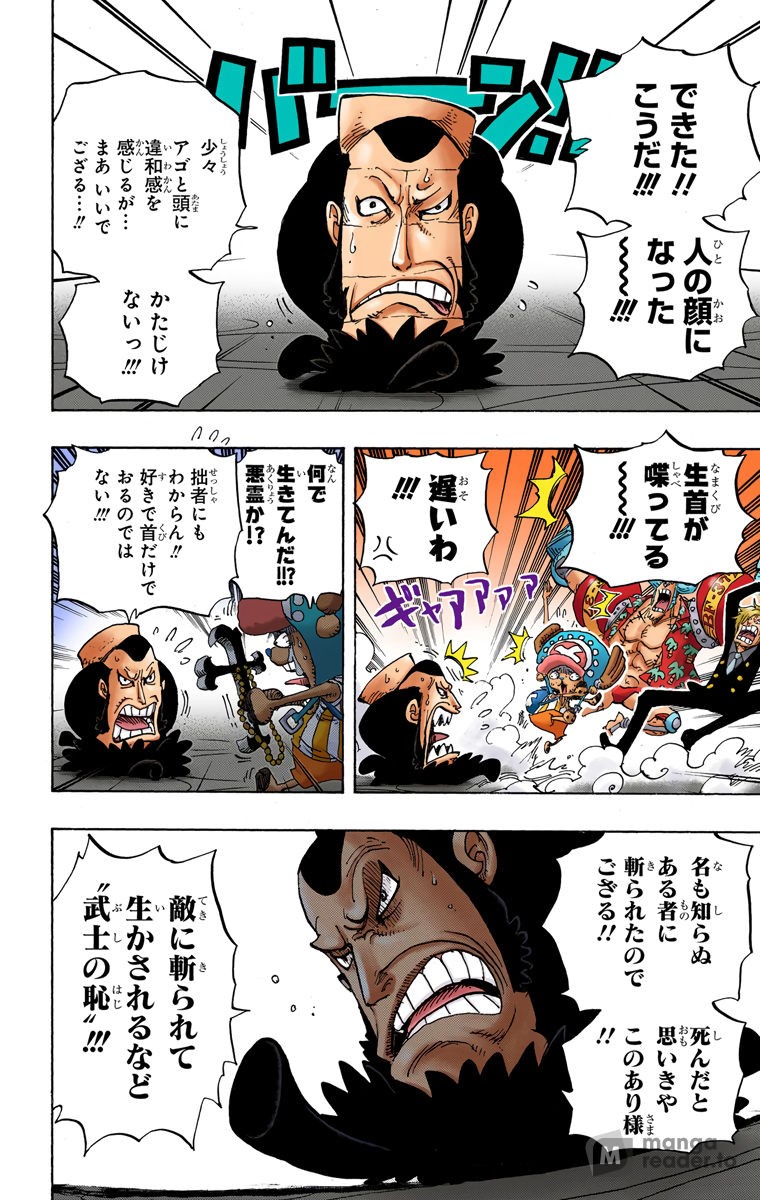 できた!!
こうだ!!!
人の顔に
なった
〜〜〜!!!
バーン!!
少々
アゴと頭に
違和感を
感じるが…
まあ いいで
ござる…!!
かたじけ
ないっ!!!
生首が
喋ってる
〜〜〜!!!
遅いわ
!!!
ギャアアアア
何で
生きてんだ!!?
悪霊か!?
拙者にも
わからん!!
好きで首だけで
おるのでは
ない!!!
名も知らぬ
ある者に
斬られたので
ござる!!
死んだと
思いきや
このあり様
!!
敵に斬られて
生かされるなど
〝武士の恥〟!!!
BF-37
M manga
reader.to